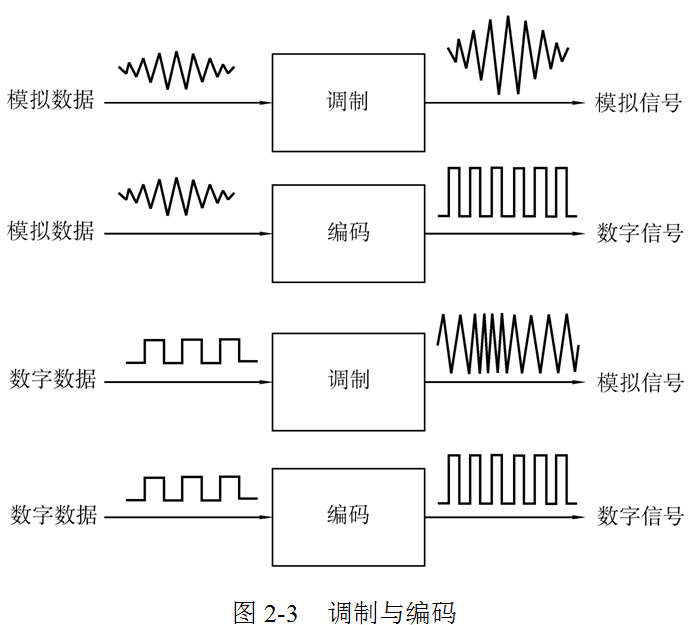 模拟数据 调制 模拟信号
模拟数据 编码 数字信号
数字数据 调制 模拟信号
数字数据 编码 数字信号
图 2-3 调制与编码